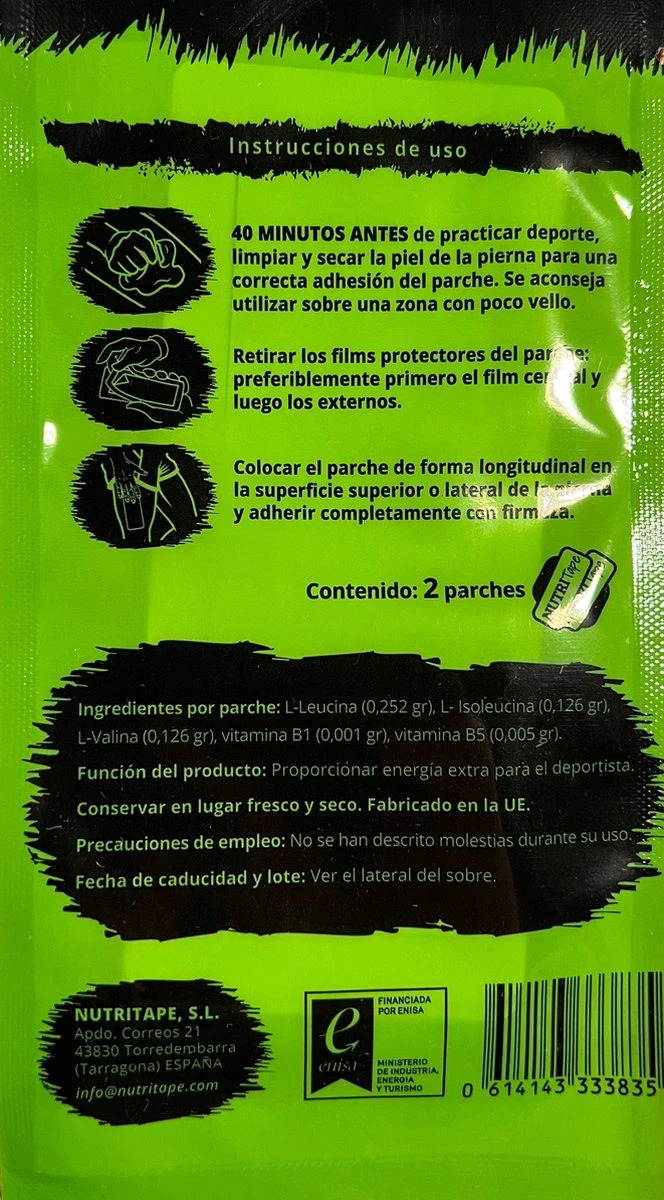 Instrucciones de uso
40 MINUTOS ANTES de practicar deporte,
limpiar y secar la piel de la pierna para una
correcta adhesión del parche. Se aconseja
utilizar sobre una zona con poco vello.
Retirar los films protectores del parche:
preferiblemente primero el film central y
luego los externos.
Colocar el parche de forma longitudinal en
la superficie superior o lateral de la pierna
y adherir completamente con firmeza.
Contenido: 2 parches
NUTRITape
Ingredientes por parche: L-Leucina (0,252 gr), L- Isoleucina (0,126 gr),
L-Valina (0,126 gr), vitamina B1 (0,001 gr), vitamina B5 (0,005 gr).
Función del producto: Proporcionar energía extra para el deportista.
Conservar en lugar fresco y seco. Fabricado en la UE.
Precauciones de empleo: No se han descrito molestias durante su uso.
Fecha de caducidad y lote: Ver el lateral del sobre.
NUTRITAPE, S.L.
Apdo. Correos 21
43830 Torredembarra
(Tarragona) ESPAÑA
info@nutritape.com
FINANCIADA
POR ENISA
e
enisa
MINISTERIO
DE INDUSTRIA,
ENERGÍA
Y TURISMO
0 614143 333835